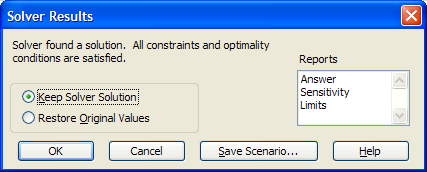 Solver Results
Solver found a solution. All constraints and optimality
conditions are satisfied.
Reports
Answer
Sensitivity
Limits
Keep Solver Solution
Restore Original Values
OK
Cancel
Save Scenario...
Help